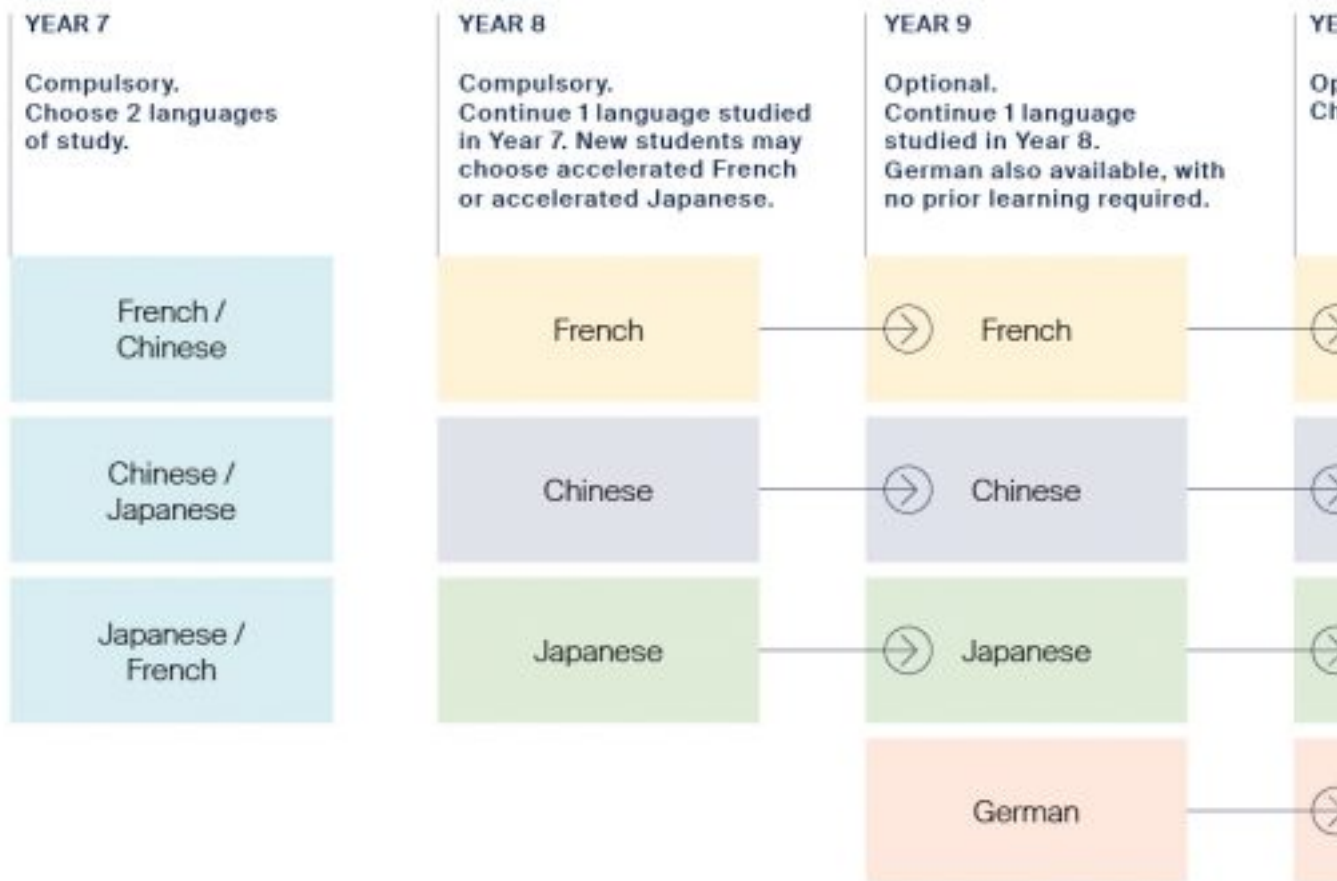 YEAR 7
Compulsory.
Choose 2 languages
of study.
French /
Chinese
Chinese /
Japanese
Japanese /
French
YEAR 8
Compulsory.
Continue 1 language studied
in Year 7. New students may
choose accelerated French
or accelerated Japanese.
French
Chinese
Japanese
YEAR 9
Optional.
Continue 1 language
studied in Year 8.
German also available, with
no prior learning required.
French
Chinese
Japanese
German